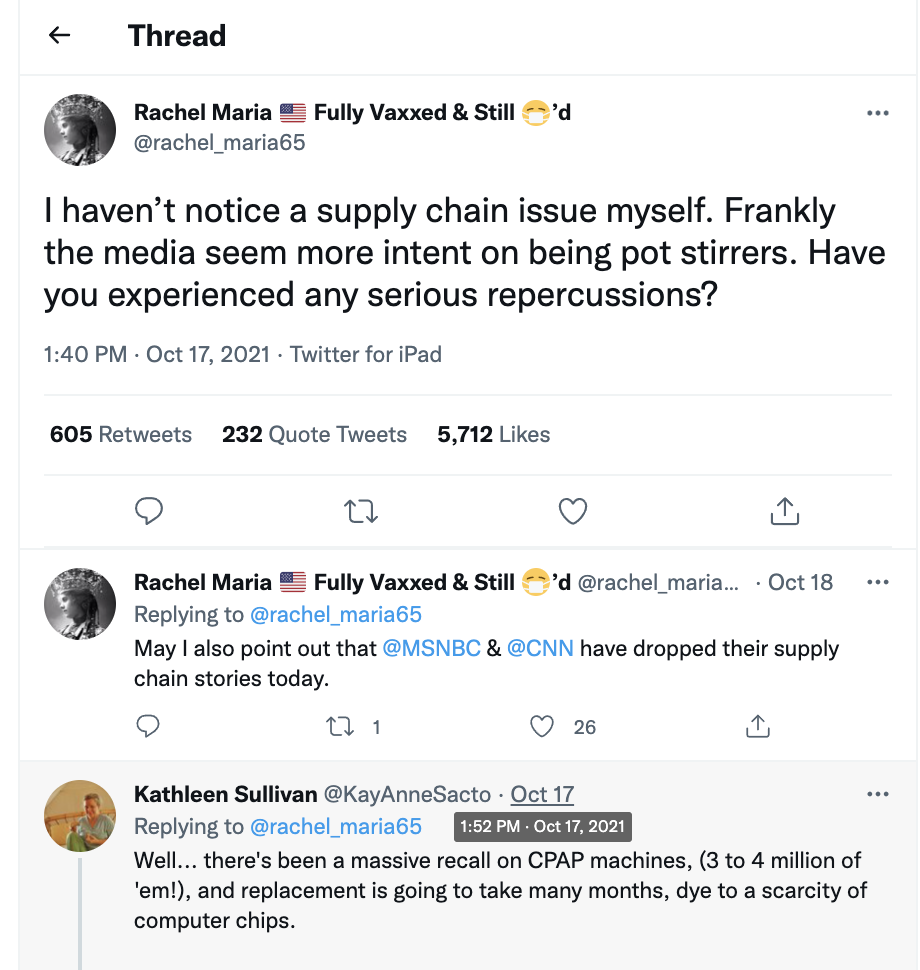 Thread
Rachel Maria 🇺🇸 Fully Vaxxed & Still 😷’d
@rachel_maria65
I haven’t notice a supply chain issue myself. Frankly
the media seem more intent on being pot stirrers. Have
you experienced any serious repercussions?
1:40 PM · Oct 17, 2021 · Twitter for iPad
605 Retweets 232 Quote Tweets 5,712 Likes
Rachel Maria 🇺🇸 Fully Vaxxed & Still 😷’d @rachel_maria... · Oct 18
Replying to @rachel_maria65
May I also point out that @MSNBC & @CNN have dropped their supply
chain stories today.
1 26
Kathleen Sullivan @KayAnneSacto · Oct 17
Replying to @rachel_maria65 1:52 PM · Oct 17, 2021
Well... there's been a massive recall on CPAP machines, (3 to 4 million of
'em!), and replacement is going to take many months, dye to a scarcity of
computer chips.